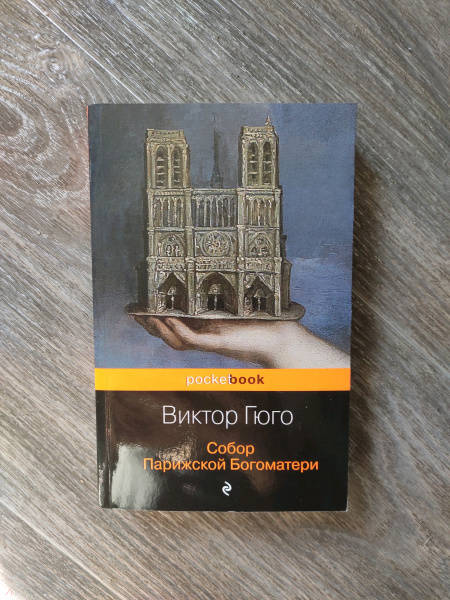 pocketbook
Виктор Гюго
Собор
Парижской Богоматери